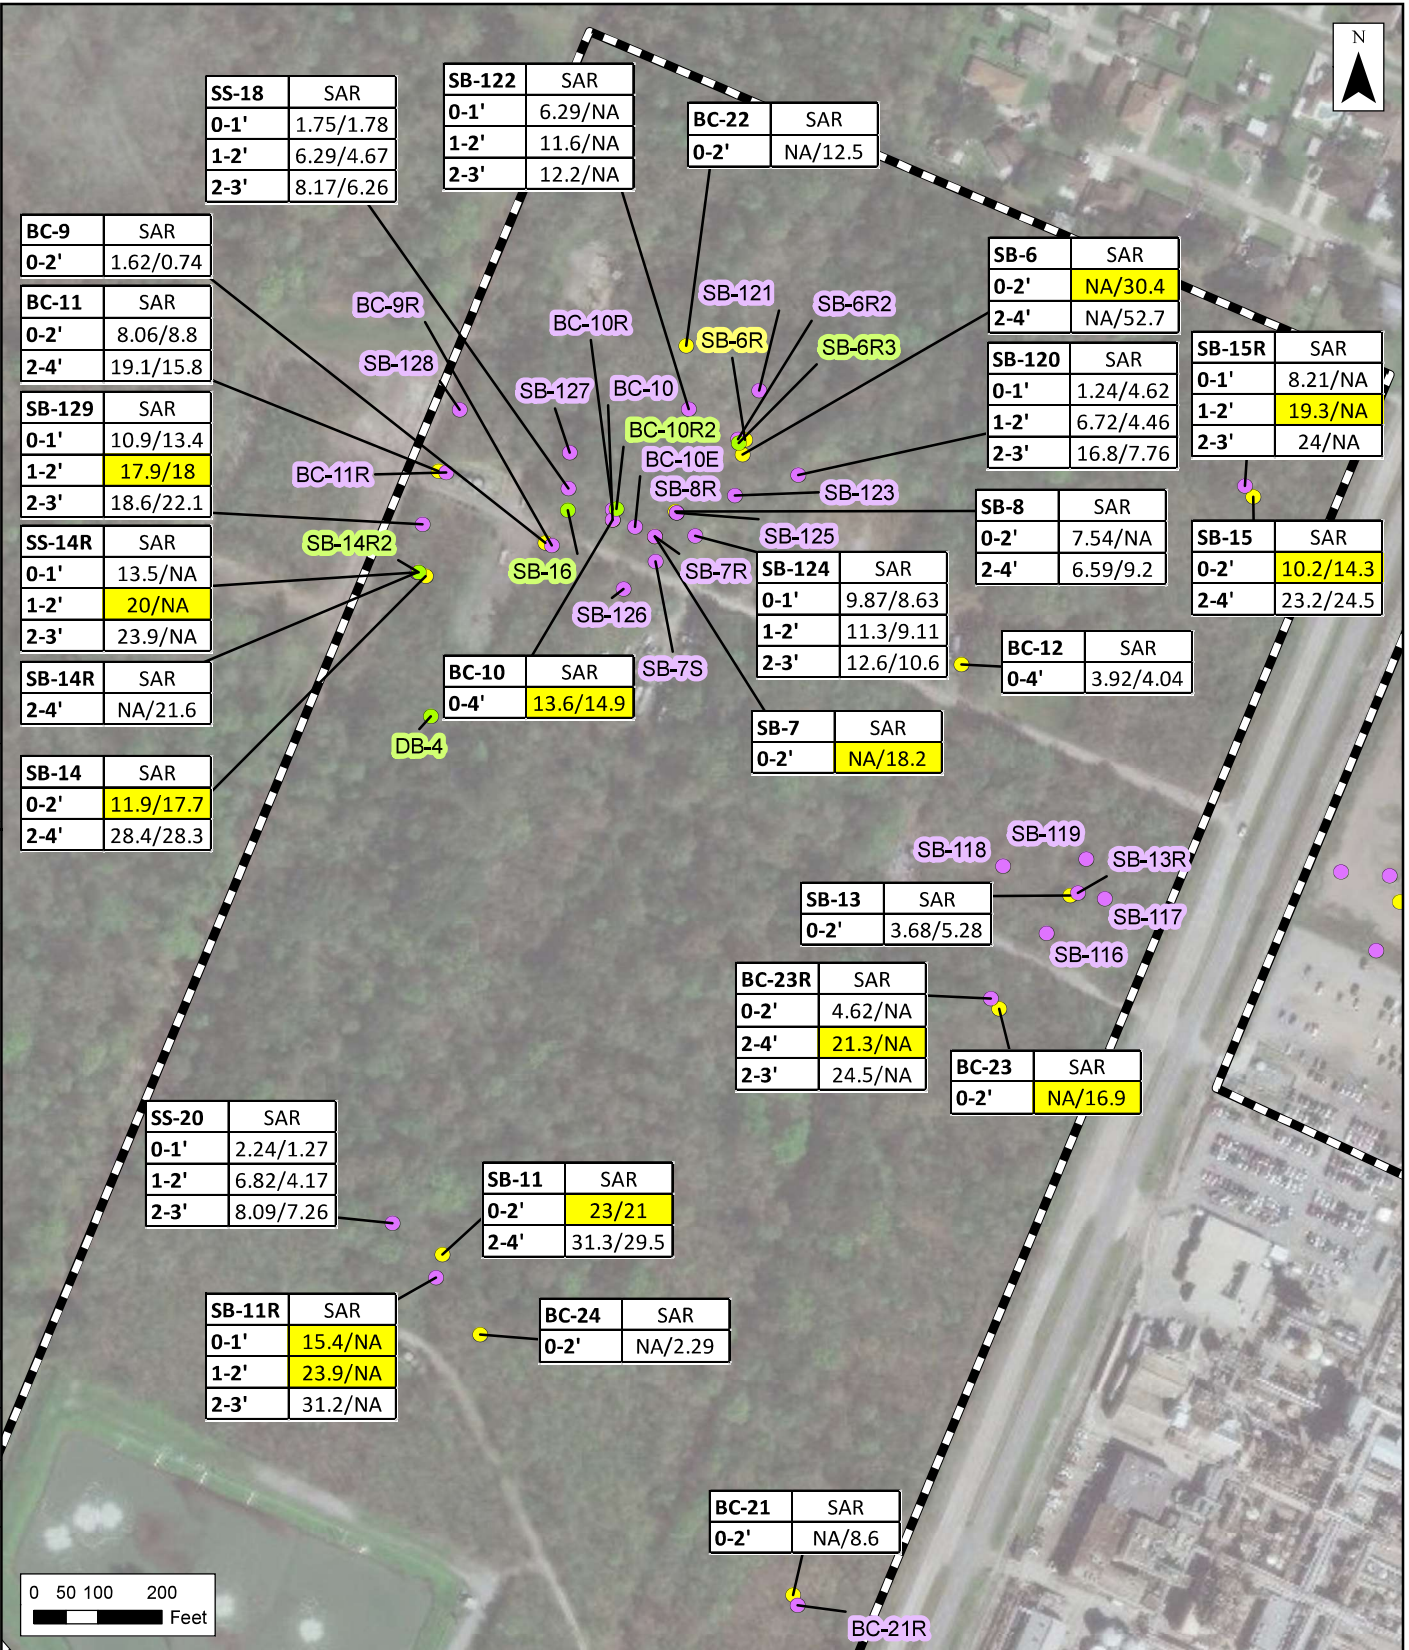 N
SS-18 SAR
0-1' 1.75/1.78
1-2' 6.29/4.67
2-3' 8.17/6.26
SB-122 SAR
0-1' 6.29/NA
1-2' 11.6/NA
2-3' 12.2/NA
BC-22 SAR
0-2' NA/12.5
BC-9 SAR
0-2' 1.62/0.74
BC-11 SAR
0-2' 8.06/8.8
2-4' 19.1/15.8
SB-129 SAR
0-1' 10.9/13.4
1-2' 17.9/18
2-3' 18.6/22.1
SS-14R SAR
0-1' 13.5/NA
1-2' 20/NA
2-3' 23.9/NA
SB-14R SAR
2-4' NA/21.6
SB-14 SAR
0-2' 11.9/17.7
2-4' 28.4/28.3
BC-9R
SB-128
BC-10R
SB-127
BC-10
BC-10R2
BC-10E
SB-8R
SB-121
SB-6R
SB-6R2
SB-6R3
BC-11R
SB-14R2
SB-16
SB-126
SB-7S
SB-7R
SB-125
SB-123
DB-4
SB-6 SAR
0-2' NA/30.4
2-4' NA/52.7
SB-120 SAR
0-1' 1.24/4.62
1-2' 6.72/4.46
2-3' 16.8/7.76
SB-15R SAR
0-1' 8.21/NA
1-2' 19.3/NA
2-3' 24/NA
SB-8 SAR
0-2' 7.54/NA
2-4' 6.59/9.2
SB-15 SAR
0-2' 10.2/14.3
2-4' 23.2/24.5
SB-124 SAR
0-1' 9.87/8.63
1-2' 11.3/9.11
2-3' 12.6/10.6
BC-12 SAR
0-4' 3.92/4.04
BC-10 SAR
0-4' 13.6/14.9
SB-7 SAR
0-2' NA/18.2
SB-118
SB-119
SB-13R
SB-117
SB-116
SB-13 SAR
0-2' 3.68/5.28
BC-23R SAR
0-2' 4.62/NA
2-4' 21.3/NA
2-3' 24.5/NA
BC-23 SAR
0-2' NA/16.9
SS-20 SAR
0-1' 2.24/1.27
1-2' 6.82/4.17
2-3' 8.09/7.26
SB-11 SAR
0-2' 23/21
2-4' 31.3/29.5
SB-11R SAR
0-1' 15.4/NA
1-2' 23.9/NA
2-3' 31.2/NA
BC-24 SAR
0-2' NA/2.29
BC-21 SAR
0-2' NA/8.6
BC-21R
0 50 100 200
Feet